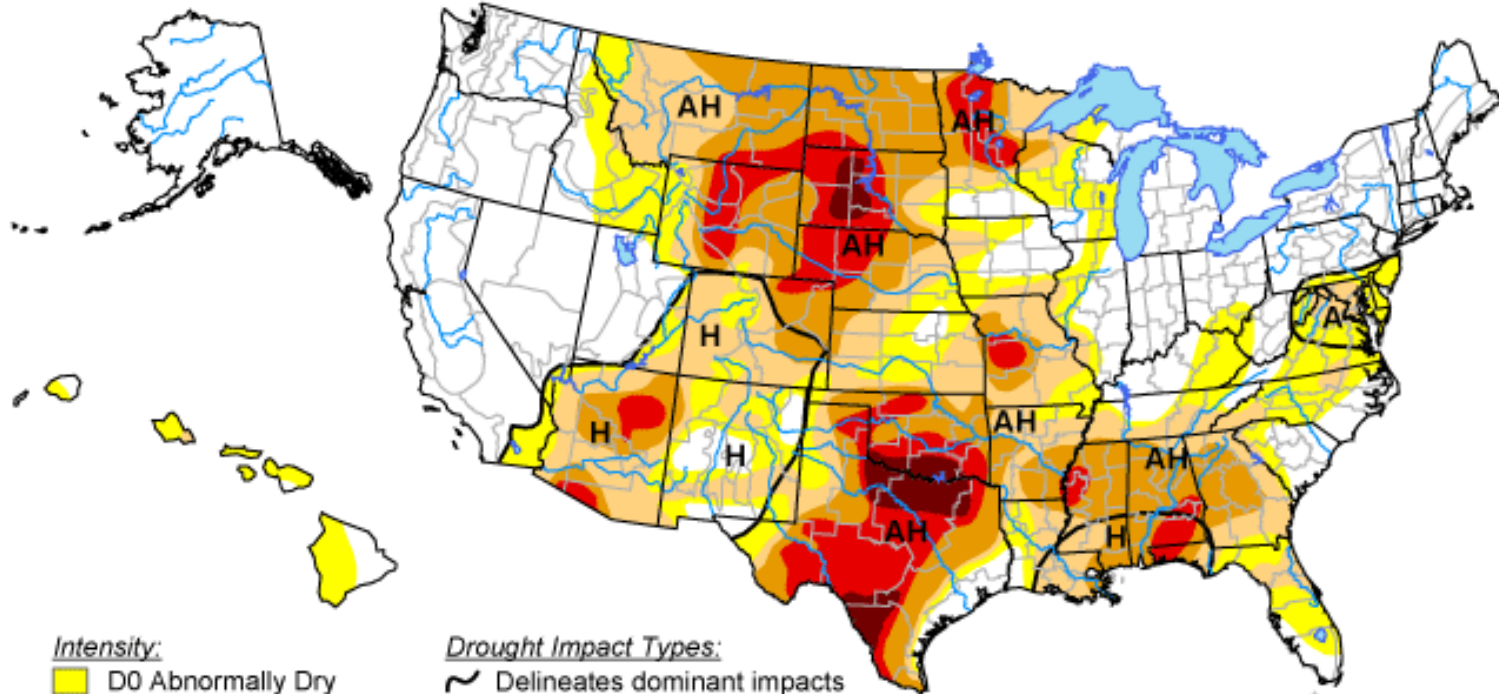 AH
AH
AH
A
H
AH
H
H
AH
AH
H
Intensity:
Drought Impact Types:
D0 Abnormally Dry
Delineates dominant impacts